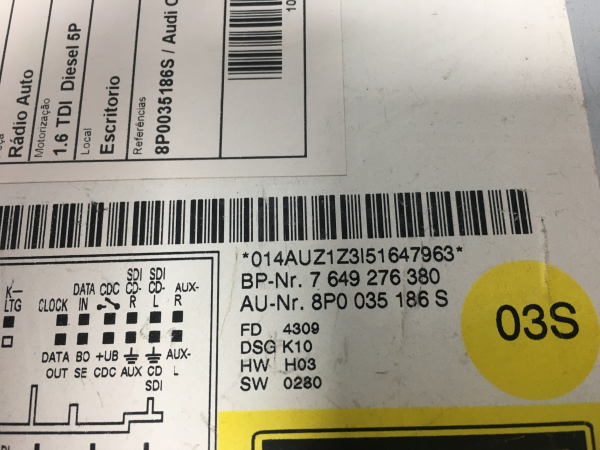 Rádio Auto
Motorização
1.6 TDI Diesel 5P
Local
Escritorio
Referências
8P0035186S / Audi
10
*014AUZ1Z3I51647963*
BP-Nr. 7 649 276 380
AU-Nr. 8P0 035 186 S
FD 4309
DSG K10
HW H03
SW 0280
03S
SDI SDI
K- DATA CDC CD- CD- AUX-
LTG CLOCK IN R L R
DATA BO +UB CD AUX-
OUT SE CDC AUX SDI L